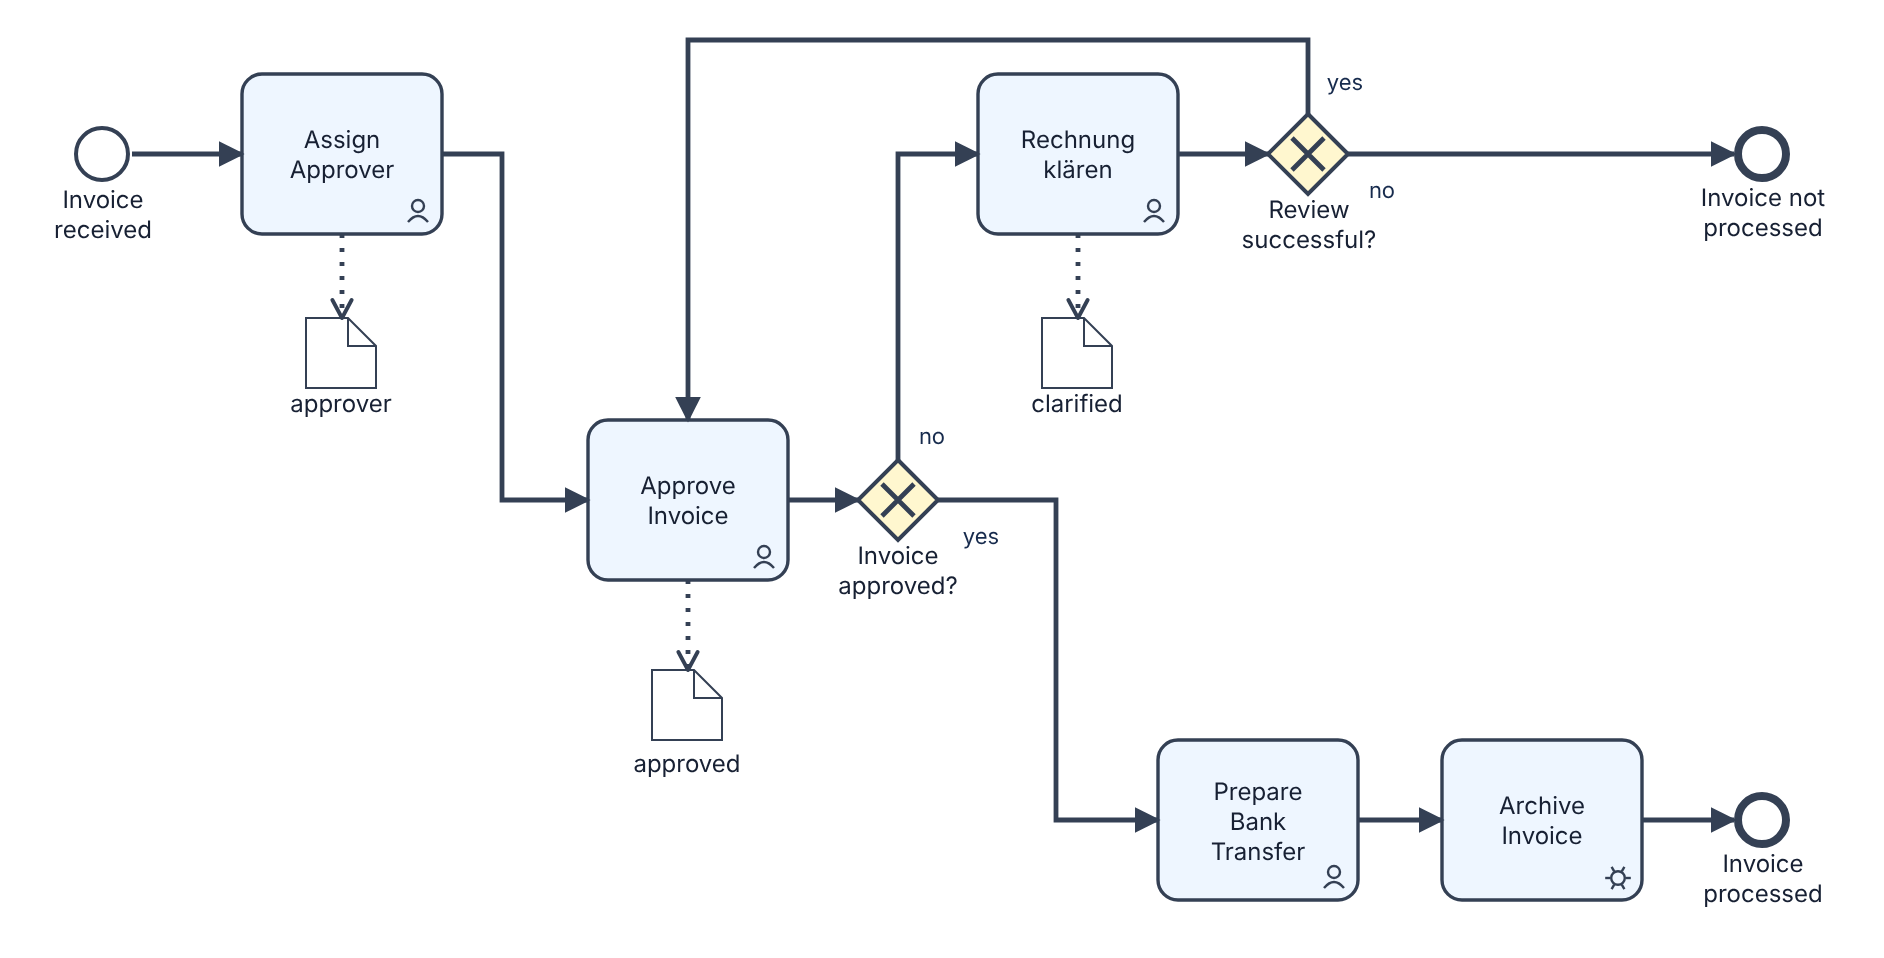 Invoice
received
Assign
Approver
approver
Approve
Invoice
approved
Invoice
approved?
no
yes
Rechnung
klären
clarified
Review
successful?
yes
no
Invoice not
processed
Prepare
Bank
Transfer
Archive
Invoice
Invoice
processed